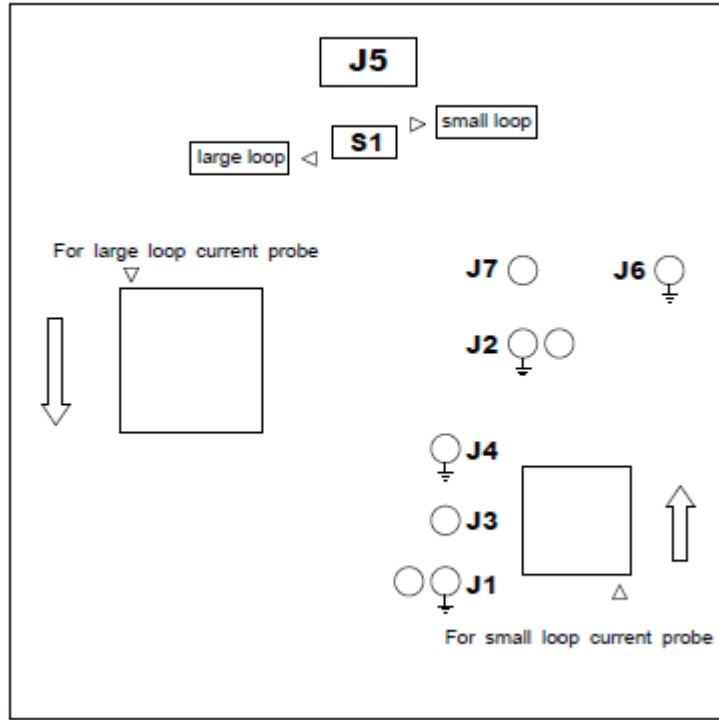 J5
small loop
S1
large loop
For large loop current probe
J7
J6
J2
J4
J3
J1
For small loop current probe